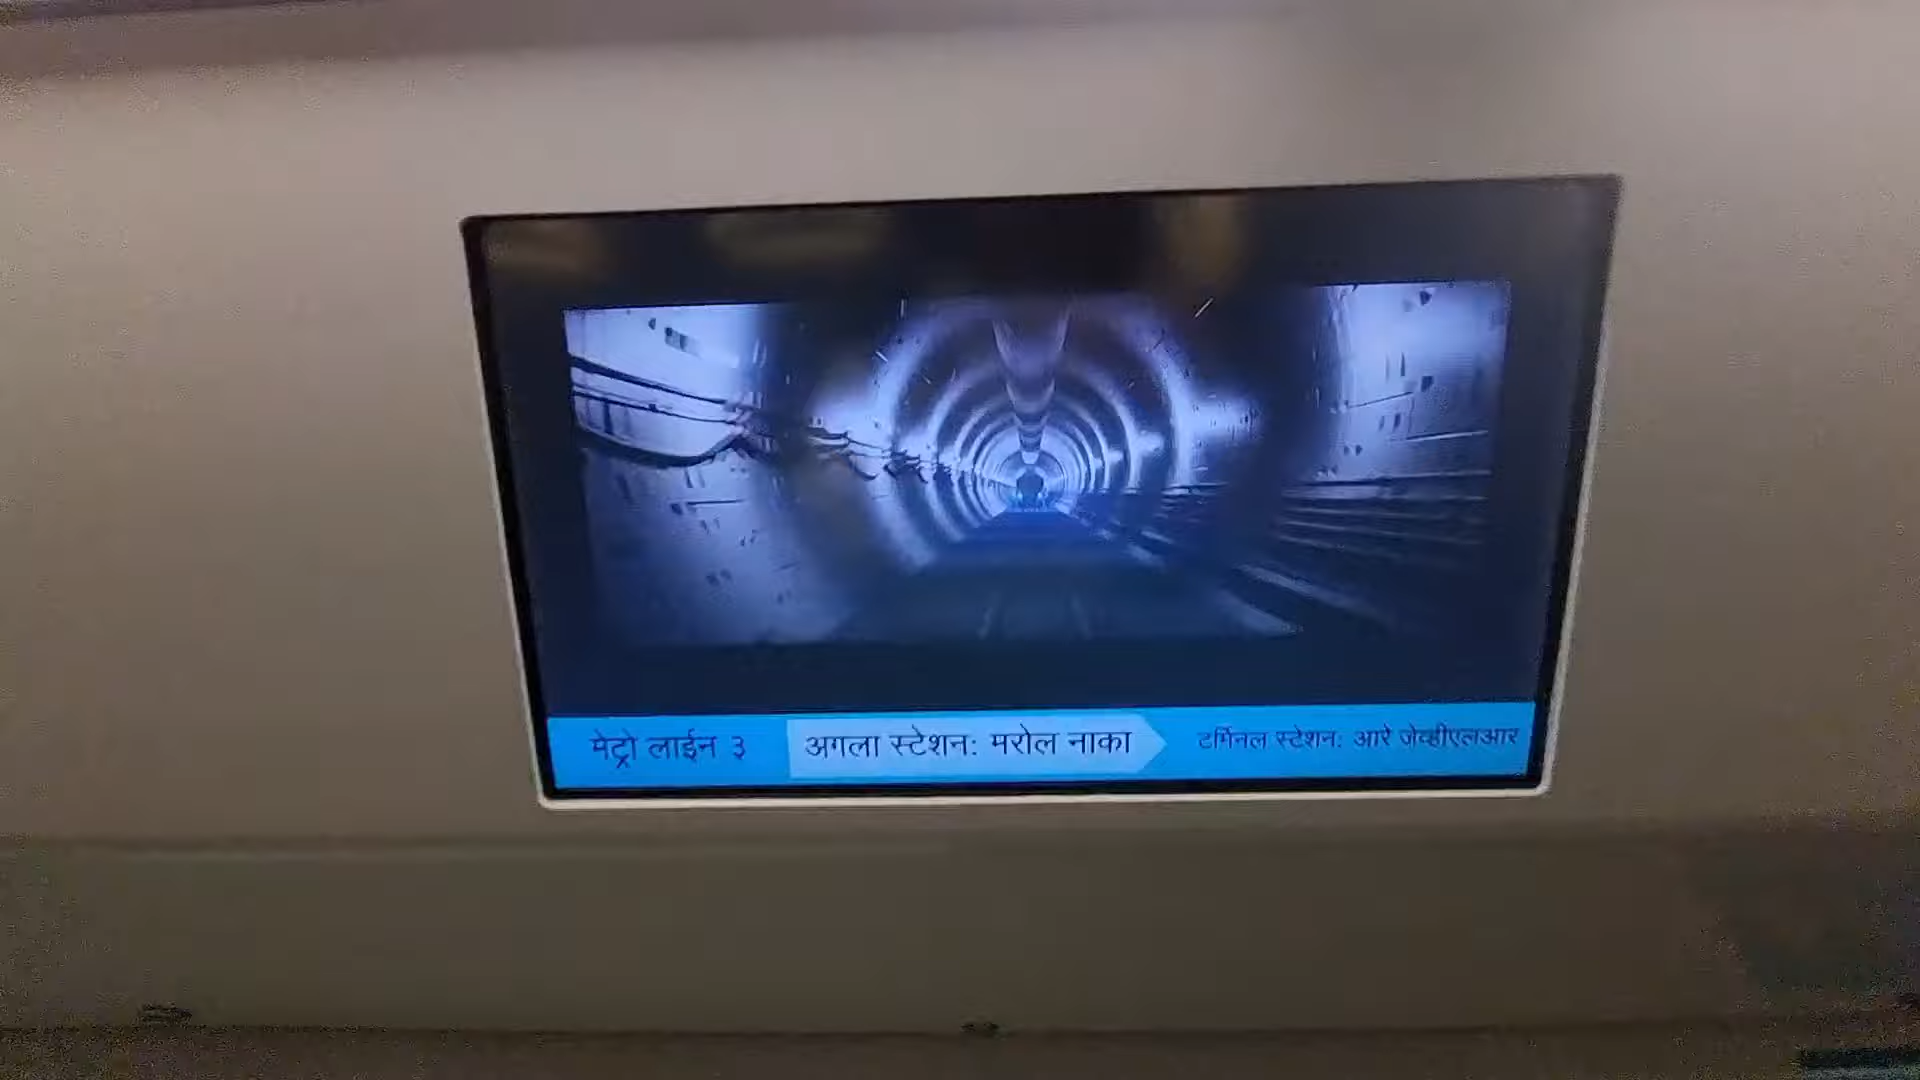 मेट्रो लाईन ३
अगला स्टेशन: मरोल नाका
टर्मिनल स्टेशन: आरे जेव्हीएलआर